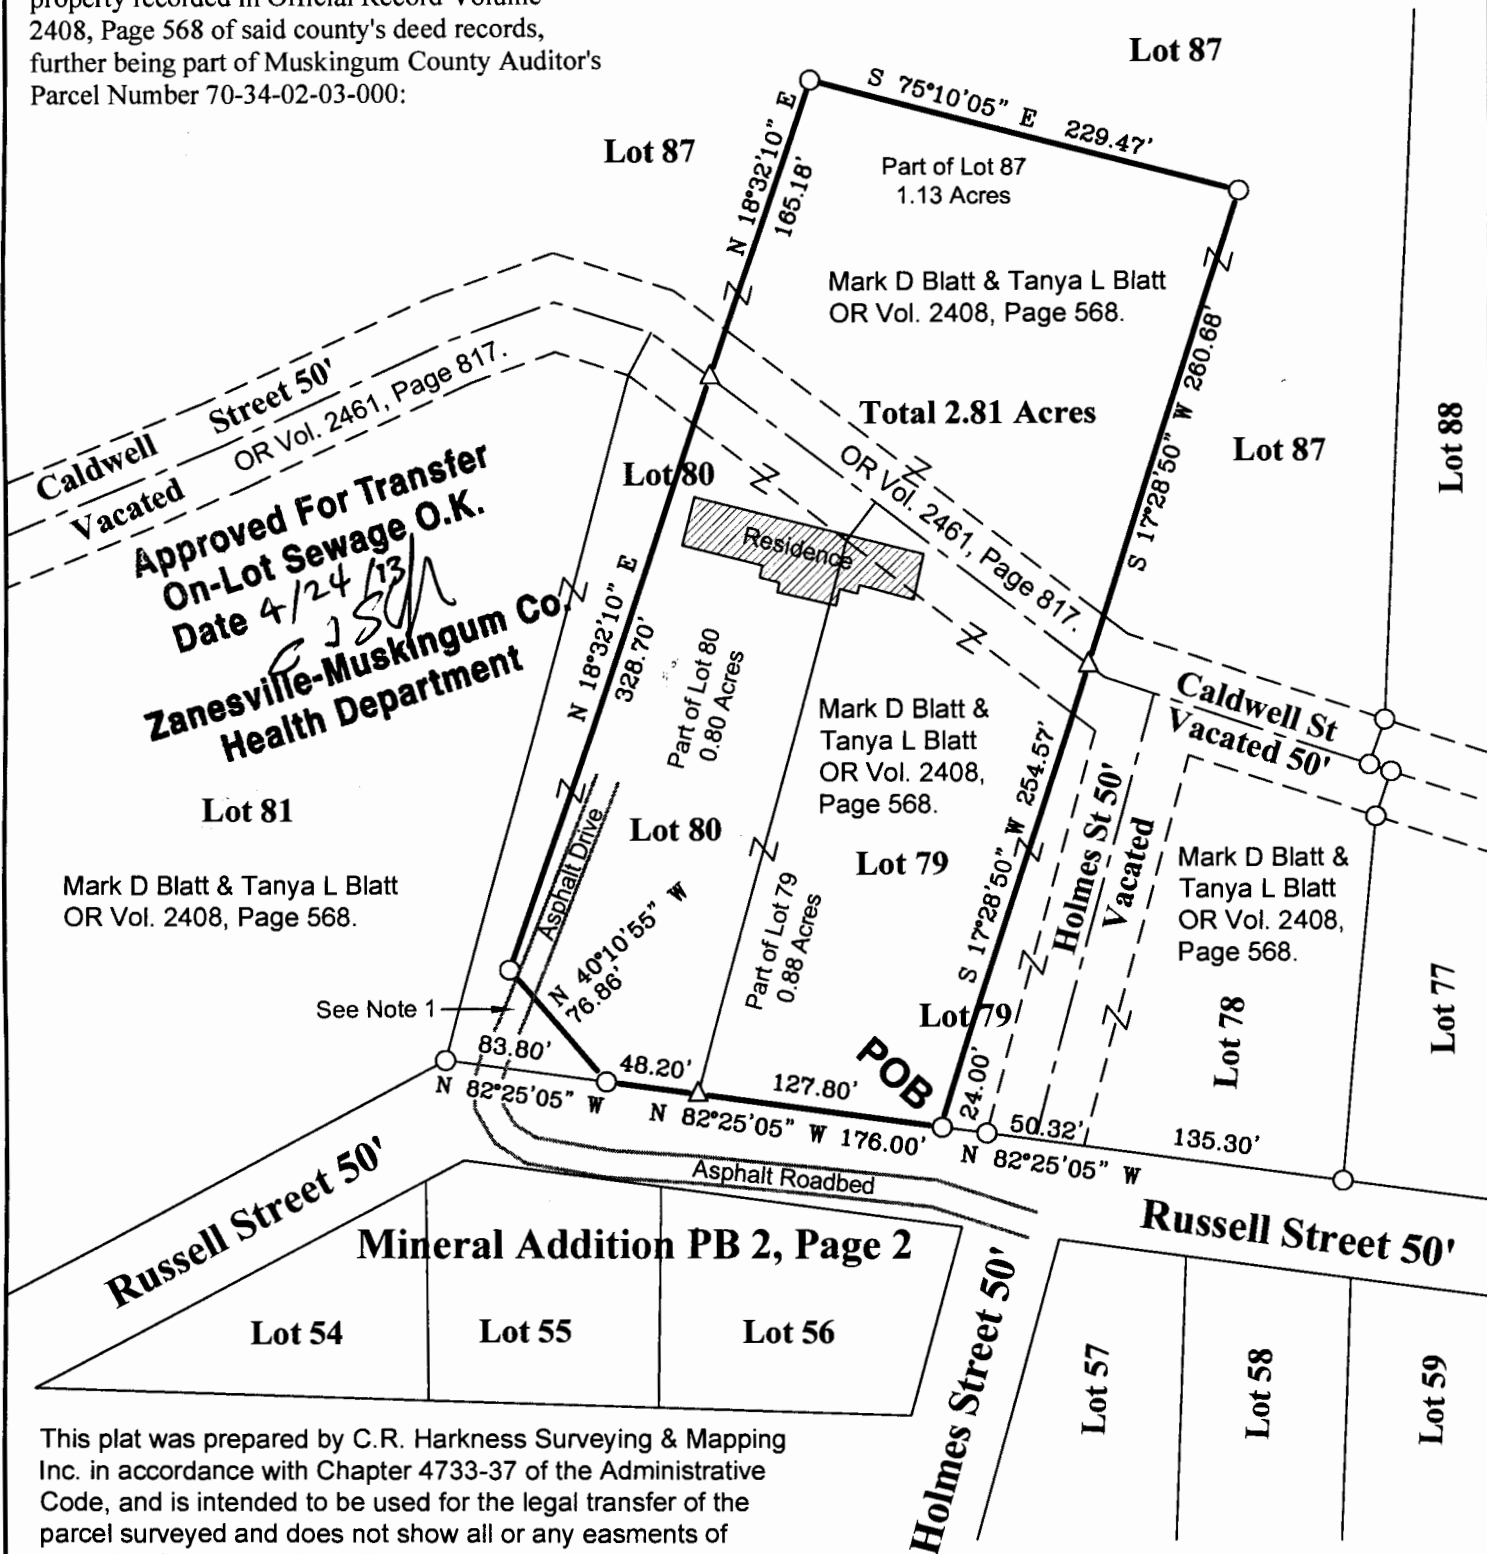 property recorded in Official Record Volume
2408, Page 568 of said county's deed records,
further being part of Muskingum County Auditor's
Parcel Number 70-34-02-03-000:
Lot 87
S 75°10'05" E 229.47'
Lot 87
N 18°32'10" E
165.18'
Part of Lot 87
1.13 Acres
Mark D Blatt & Tanya L Blatt
OR Vol. 2408, Page 568.
S 17°28'50" W 260.68'
Total 2.81 Acres
Lot 87
Lot 88
Caldwell Street 50'
Vacated OR Vol. 2461, Page 817.
Approved For Transfer
On-Lot Sewage O.K.
Date 4/24/13
Zanesville-Muskingum Co.
Health Department
Lot 80
OR Vol. 2461, Page 817.
Residence
N 18°32'10" E
328.70'
Part of Lot 80
0.80 Acres
Mark D Blatt &
Tanya L Blatt
OR Vol. 2408,
Page 568.
S 17°28'50" W 254.57'
Caldwell St
Vacated 50'
Holmes St 50'
Vacated
Lot 81
Mark D Blatt & Tanya L Blatt
OR Vol. 2408, Page 568.
Asphalt Drive
Lot 80
Lot 79
Part of Lot 79
0.88 Acres
Mark D Blatt &
Tanya L Blatt
OR Vol. 2408,
Page 568.
N 40°10'55" W
76.86'
See Note 1
Lot 79
Lot 78
Lot 77
POB
83.80'
48.20'
127.80'
24.00'
50.32'
135.30'
N 82°25'05" W
N 82°25'05" W 176.00'
N 82°25'05" W
Asphalt Roadbed
Russell Street 50'
Russell Street 50'
Mineral Addition PB 2, Page 2
Holmes Street 50'
Lot 54
Lot 55
Lot 56
Lot 57
Lot 58
Lot 59
This plat was prepared by C.R. Harkness Surveying & Mapping
Inc. in accordance with Chapter 4733-37 of the Administrative
Code, and is intended to be used for the legal transfer of the
parcel surveyed and does not show all or any easments of